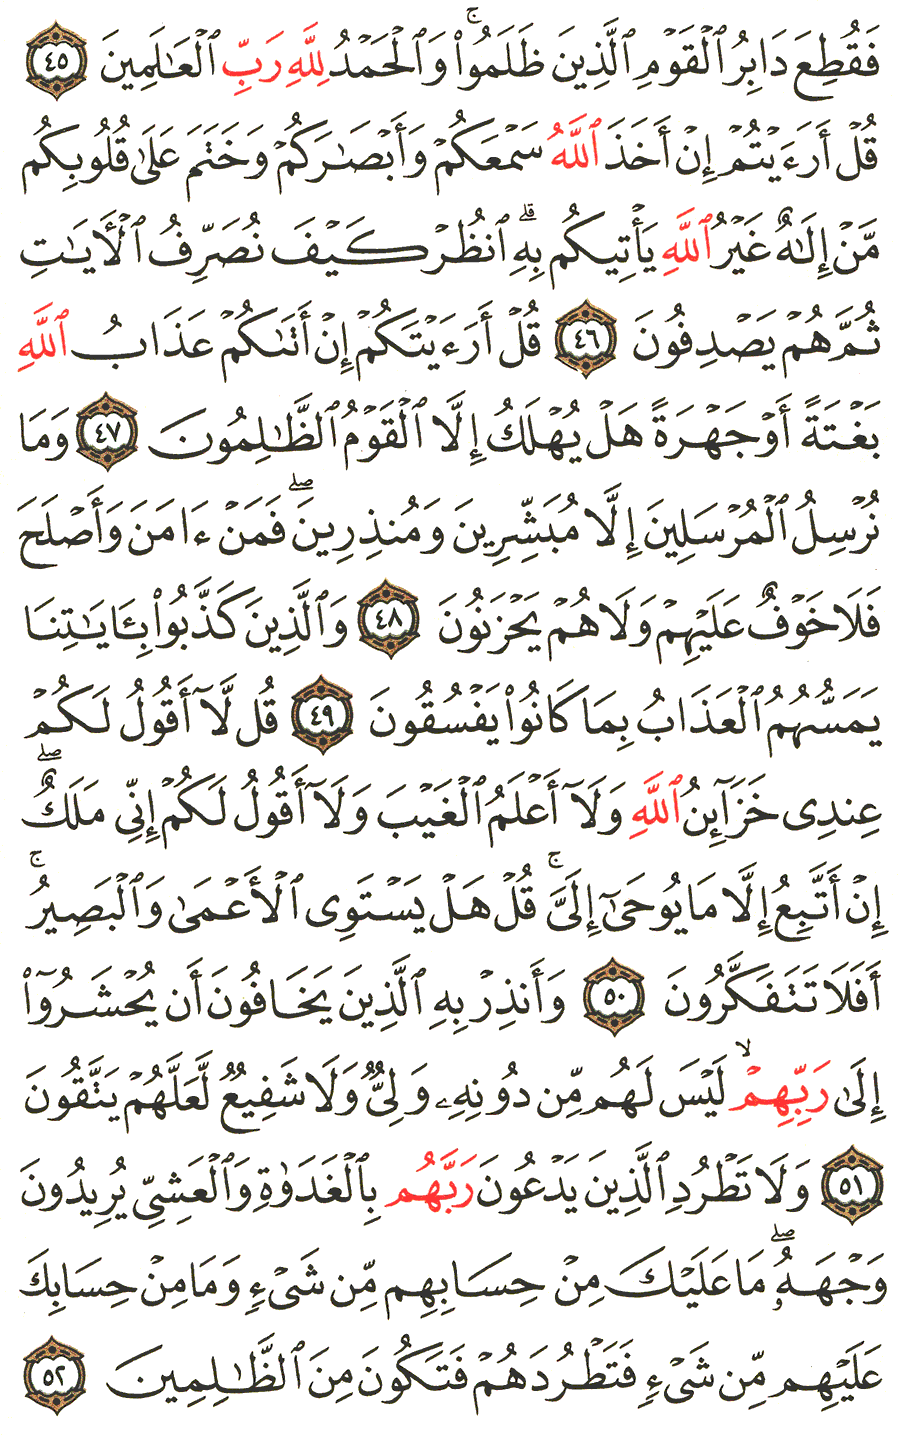 فَقُطِعَ دَابِرُ ٱلْقَوْمِ ٱلَّذِينَ ظَلَمُوا۟ ۚ وَٱلْحَمْدُ لِلَّهِ رَبِّ ٱلْعَٰلَمِينَ ٤٥
قُلْ أَرَءَيْتُمْ إِنْ أَخَذَ ٱللَّهُ سَمْعَكُمْ وَأَبْصَٰرَكُمْ وَخَتَمَ عَلَىٰ قُلُوبِكُم
مَّنْ إِلَٰهٌ غَيْرُ ٱللَّهِ يَأْتِيكُم بِهِ ۗ ٱنظُرْ كَيْفَ نُصَرِّفُ ٱلْءَايَٰتِ
ثُمَّ هُمْ يَصْدِفُونَ ٤٦ قُلْ أَرَءَيْتَكُمْ إِنْ أَتَىٰكُمْ عَذَابُ ٱللَّهِ
بَغْتَةً أَوْ جَهْرَةً هَلْ يُهْلَكُ إِلَّا ٱلْقَوْمُ ٱلظَّٰلِمُونَ ٤٧ وَمَا
نُرْسِلُ ٱلْمُرْسَلِينَ إِلَّا مُبَشِّرِينَ وَمُنذِرِينَ ۖ فَمَنْ ءَامَنَ وَأَصْلَحَ
فَلَا خَوْفٌ عَلَيْهِمْ وَلَا هُمْ يَحْزَنُونَ ٤٨ وَٱلَّذِينَ كَذَّبُوا۟ بِـَٔايَٰتِنَا
يَمَسُّهُمُ ٱلْعَذَابُ بِمَا كَانُوا۟ يَفْسُقُونَ ٤٩ قُل لَّآ أَقُولُ لَكُمْ
عِندِى خَزَآئِنُ ٱللَّهِ وَلَآ أَعْلَمُ ٱلْغَيْبَ وَلَآ أَقُولُ لَكُمْ إِنِّى مَلَكٌ ۖ
إِنْ أَتَّبِعُ إِلَّا مَا يُوحَىٰٓ إِلَىَّ ۚ قُلْ هَلْ يَسْتَوِى ٱلْأَعْمَىٰ وَٱلْبَصِيرُ ۚ
أَفَلَا تَتَفَكَّرُونَ ٥٠ وَأَنذِرْ بِهِ ٱلَّذِينَ يَخَافُونَ أَن يُحْشَرُوٓا۟
إِلَىٰ رَبِّهِمْ ۙ لَيْسَ لَهُم مِّن دُونِهِۦ وَلِىٌّ وَلَا شَفِيعٌ لَّعَلَّهُمْ يَتَّقُونَ
٥١ وَلَا تَطْرُدِ ٱلَّذِينَ يَدْعُونَ رَبَّهُم بِٱلْغَدَوٰةِ وَٱلْعَشِىِّ يُرِيدُونَ
وَجْهَهُۥ ۖ مَا عَلَيْكَ مِنْ حِسَابِهِم مِّن شَىْءٍ وَمَا مِنْ حِسَابِكَ
عَلَيْهِم مِّن شَىْءٍ فَتَطْرُدَهُمْ فَتَكُونَ مِنَ ٱلظَّٰلِمِينَ ٥٢